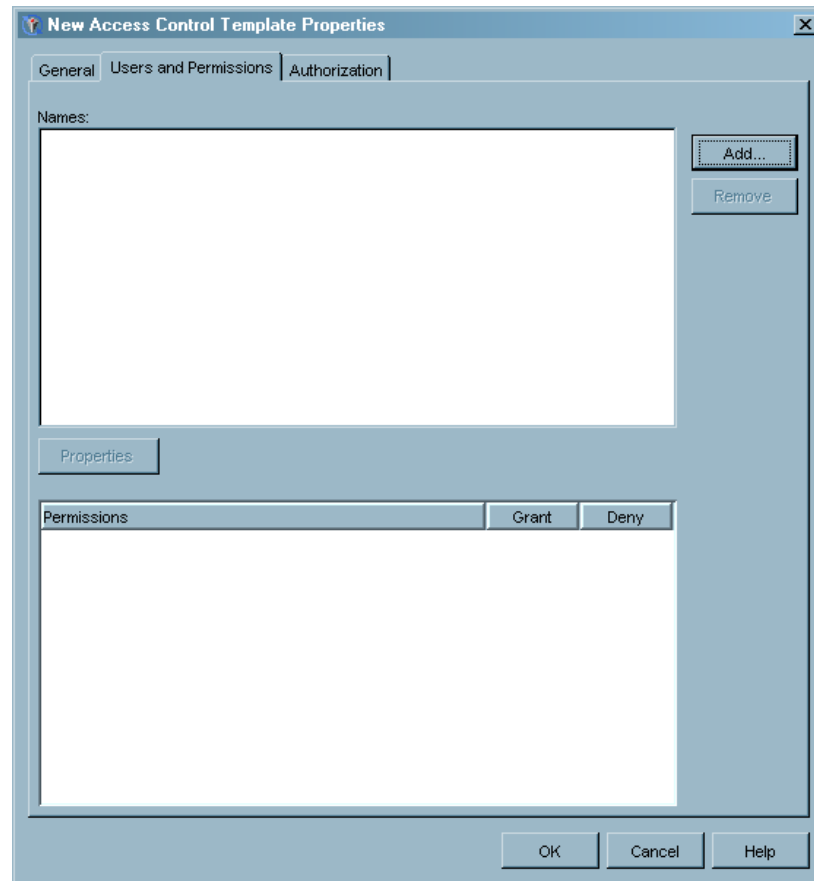 New Access Control Template Properties
General Users and Permissions Authorization
Names:
Add...
Remove
Properties
Permissions Grant Deny
OK Cancel Help